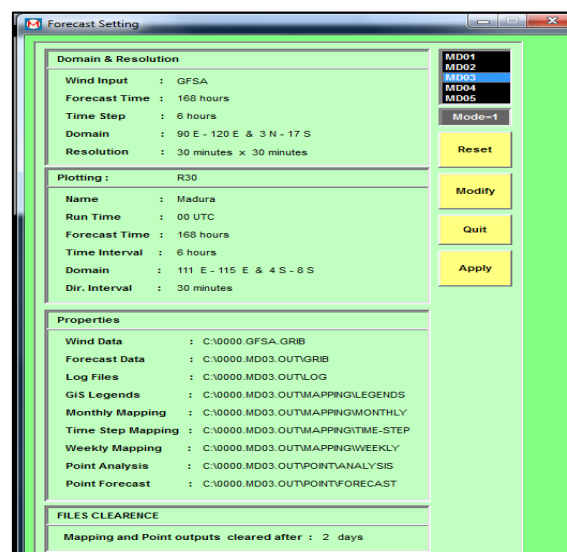 Forecast Setting
Domain & Resolution
Wind Input : GFSA
Forecast Time : 168 hours
Time Step : 6 hours
Domain : 90 E - 120 E & 3 N - 17 S
Resolution : 30 minutes x 30 minutes
Plotting : R30
Name : Madura
Run Time : 00 UTC
Forecast Time : 168 hours
Time Interval : 6 hours
Domain : 111 E - 115 E & 4 S - 8 S
Dir. Interval : 30 minutes
Properties
Wind Data : C:\0000.GFSA.GRIB
Forecast Data : C:\0000.MD03.OUT\GRIB
Log Files : C:\0000.MD03.OUT\LOG
GiS Legends : C:\0000.MD03.OUT\MAPPING\LEGENDS
Monthly Mapping : C:\0000.MD03.OUT\MAPPING\MONTHLY
Time Step Mapping : C:\0000.MD03.OUT\MAPPING\TIME-STEP
Weekly Mapping : C:\0000.MD03.OUT\MAPPING\WEEKLY
Point Analysis : C:\0000.MD03.OUT\POINT\ANALYSIS
Point Forecast : C:\0000.MD03.OUT\POINT\FORECAST
FILES CLEARENCE
Mapping and Point outputs cleared after : 2 days
MD01
MD02
MD03
MD04
MD05
Mode=1
Reset
Modify
Quit
Apply